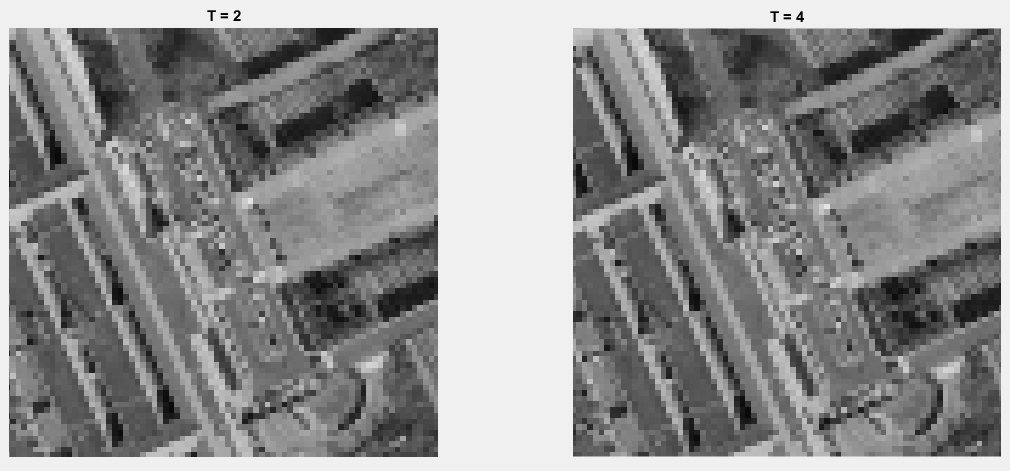 T = 2
T = 4